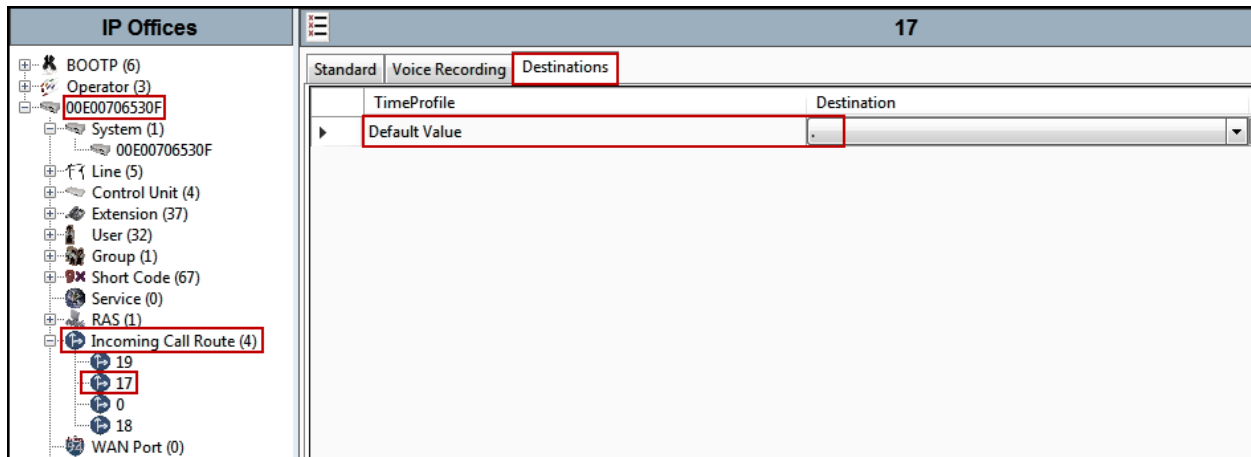 IP Offices
BOOTP (6)
Operator (3)
00E00706530F
System (1)
00E00706530F
Line (5)
Control Unit (4)
Extension (37)
User (32)
Group (1)
Short Code (67)
Service (0)
RAS (1)
Incoming Call Route (4)
19
17
0
18
WAN Port (0)
17
Standard Voice Recording Destinations
TimeProfile Destination
Default Value .